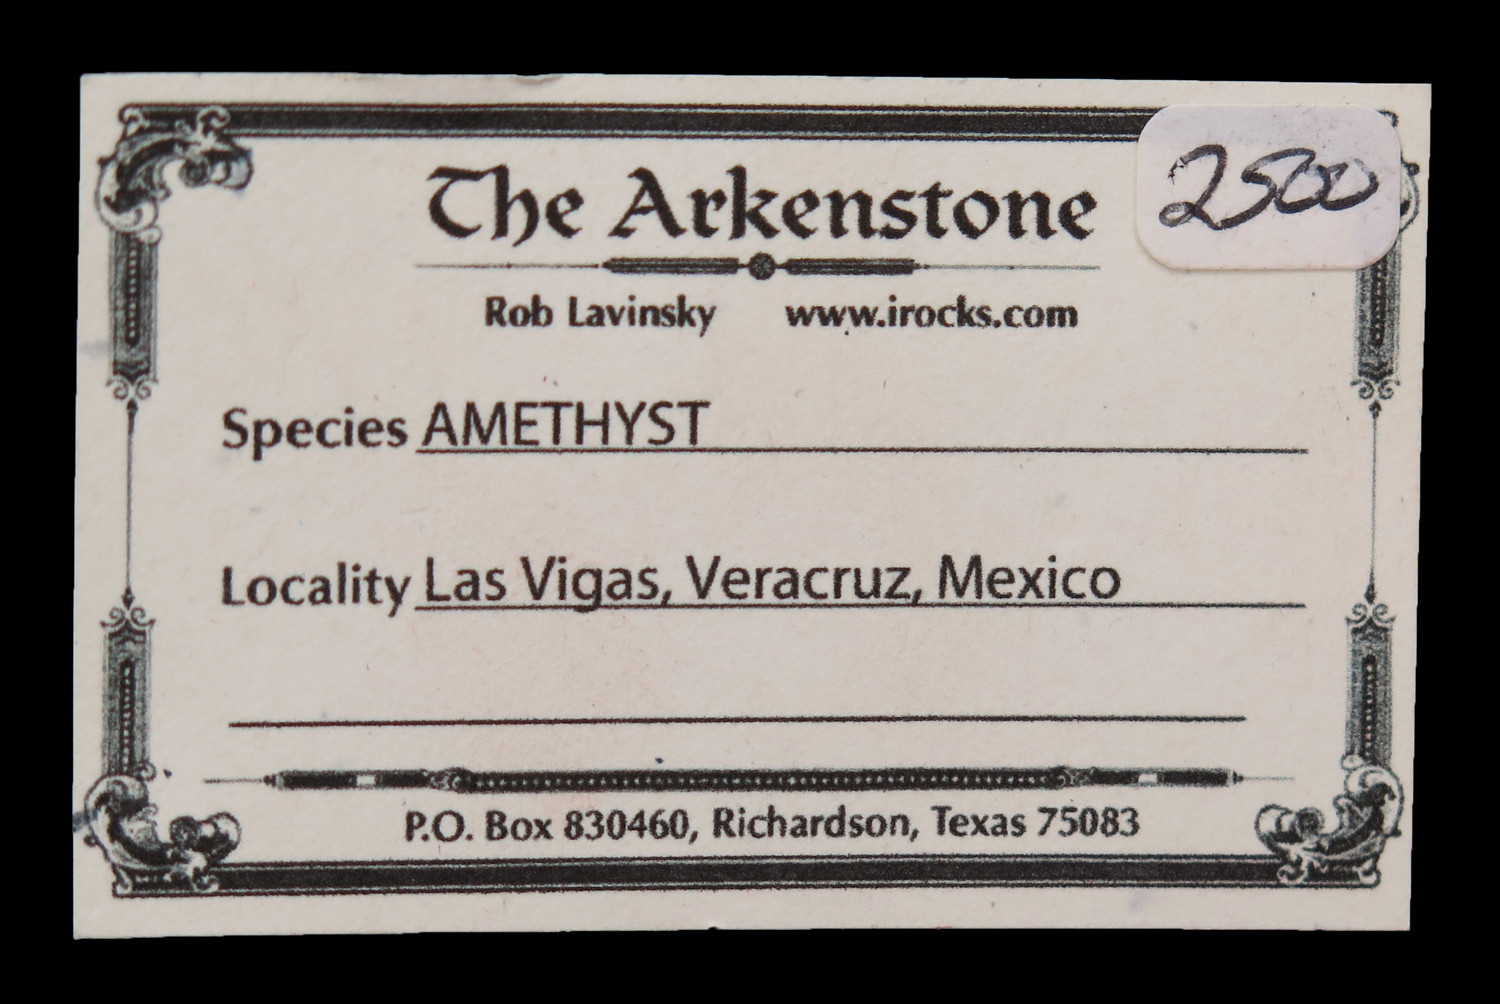 The Arkenstone
2500
Rob Lavinsky www.irocks.com
Species AMETHYST
Locality Las Vigas, Veracruz, Mexico
P.O. Box 830460, Richardson, Texas 75083